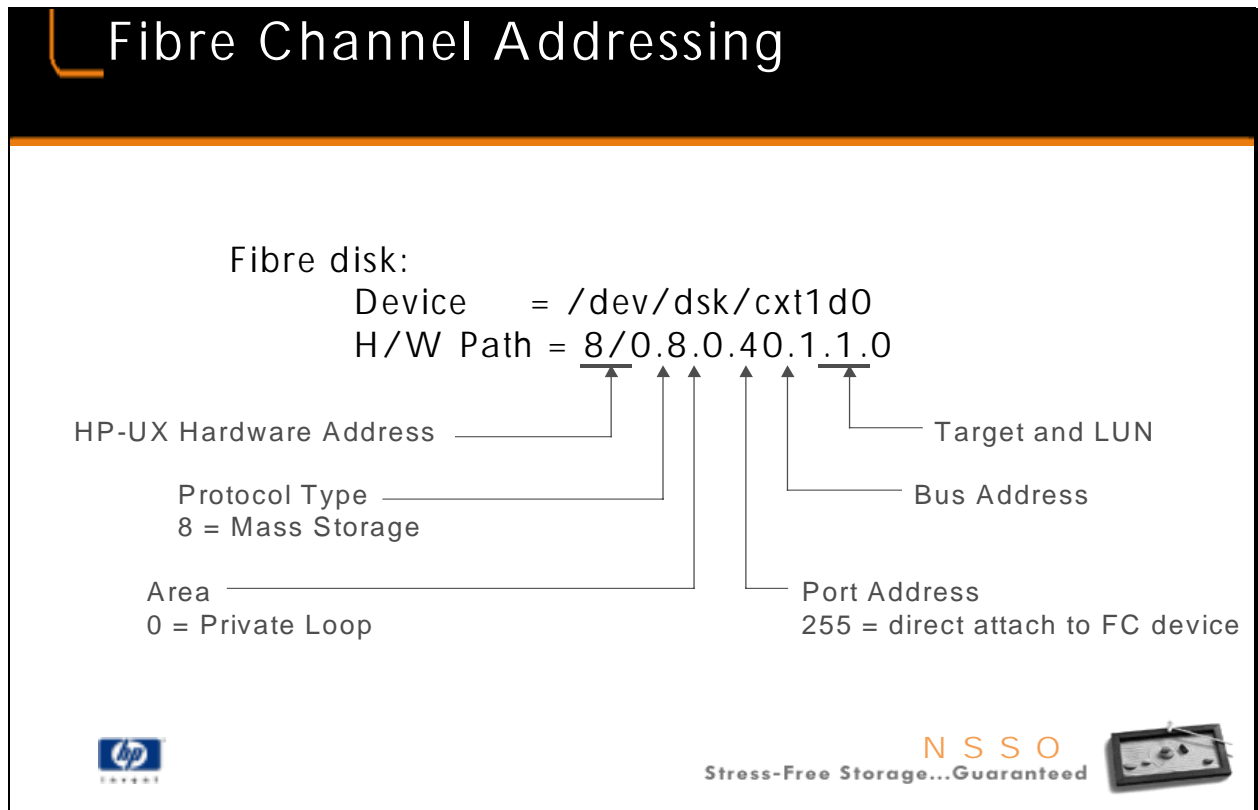 Fibre Channel Addressing
Fibre disk:
Device = /dev/dsk/cxt1d0
H/W Path = 8/0.8.0.40.1.1.0
HP-UX Hardware Address
Target and LUN
Protocol Type
8 = Mass Storage
Bus Address
Area
0 = Private Loop
Port Address
255 = direct attach to FC device
hp
invent
NSSO
Stress-Free Storage...Guaranteed